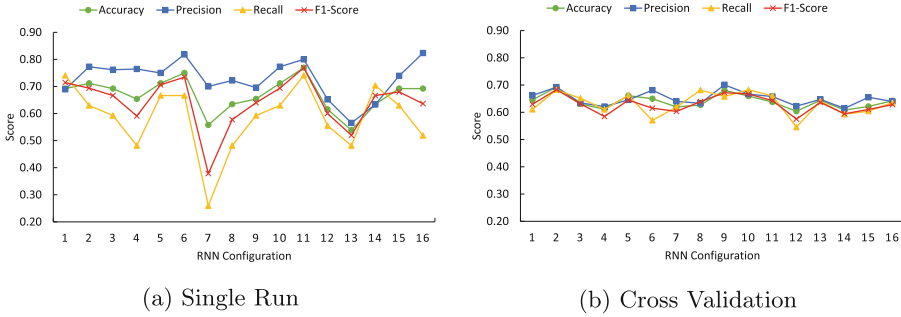 Accuracy Precision Recall F1-Score
0.90
0.80
0.70
0.60
0.50
0.40
0.30
0.20
Score
1 2 3 4 5 6 7 8 9 10 11 12 13 14 15 16
RNN Configuration
(a) Single Run
Accuracy Precision Recall F1-Score
0.90
0.80
0.70
0.60
0.50
0.40
0.30
0.20
Score
1 2 3 4 5 6 7 8 9 10 11 12 13 14 15 16
RNN Configuration
(b) Cross Validation